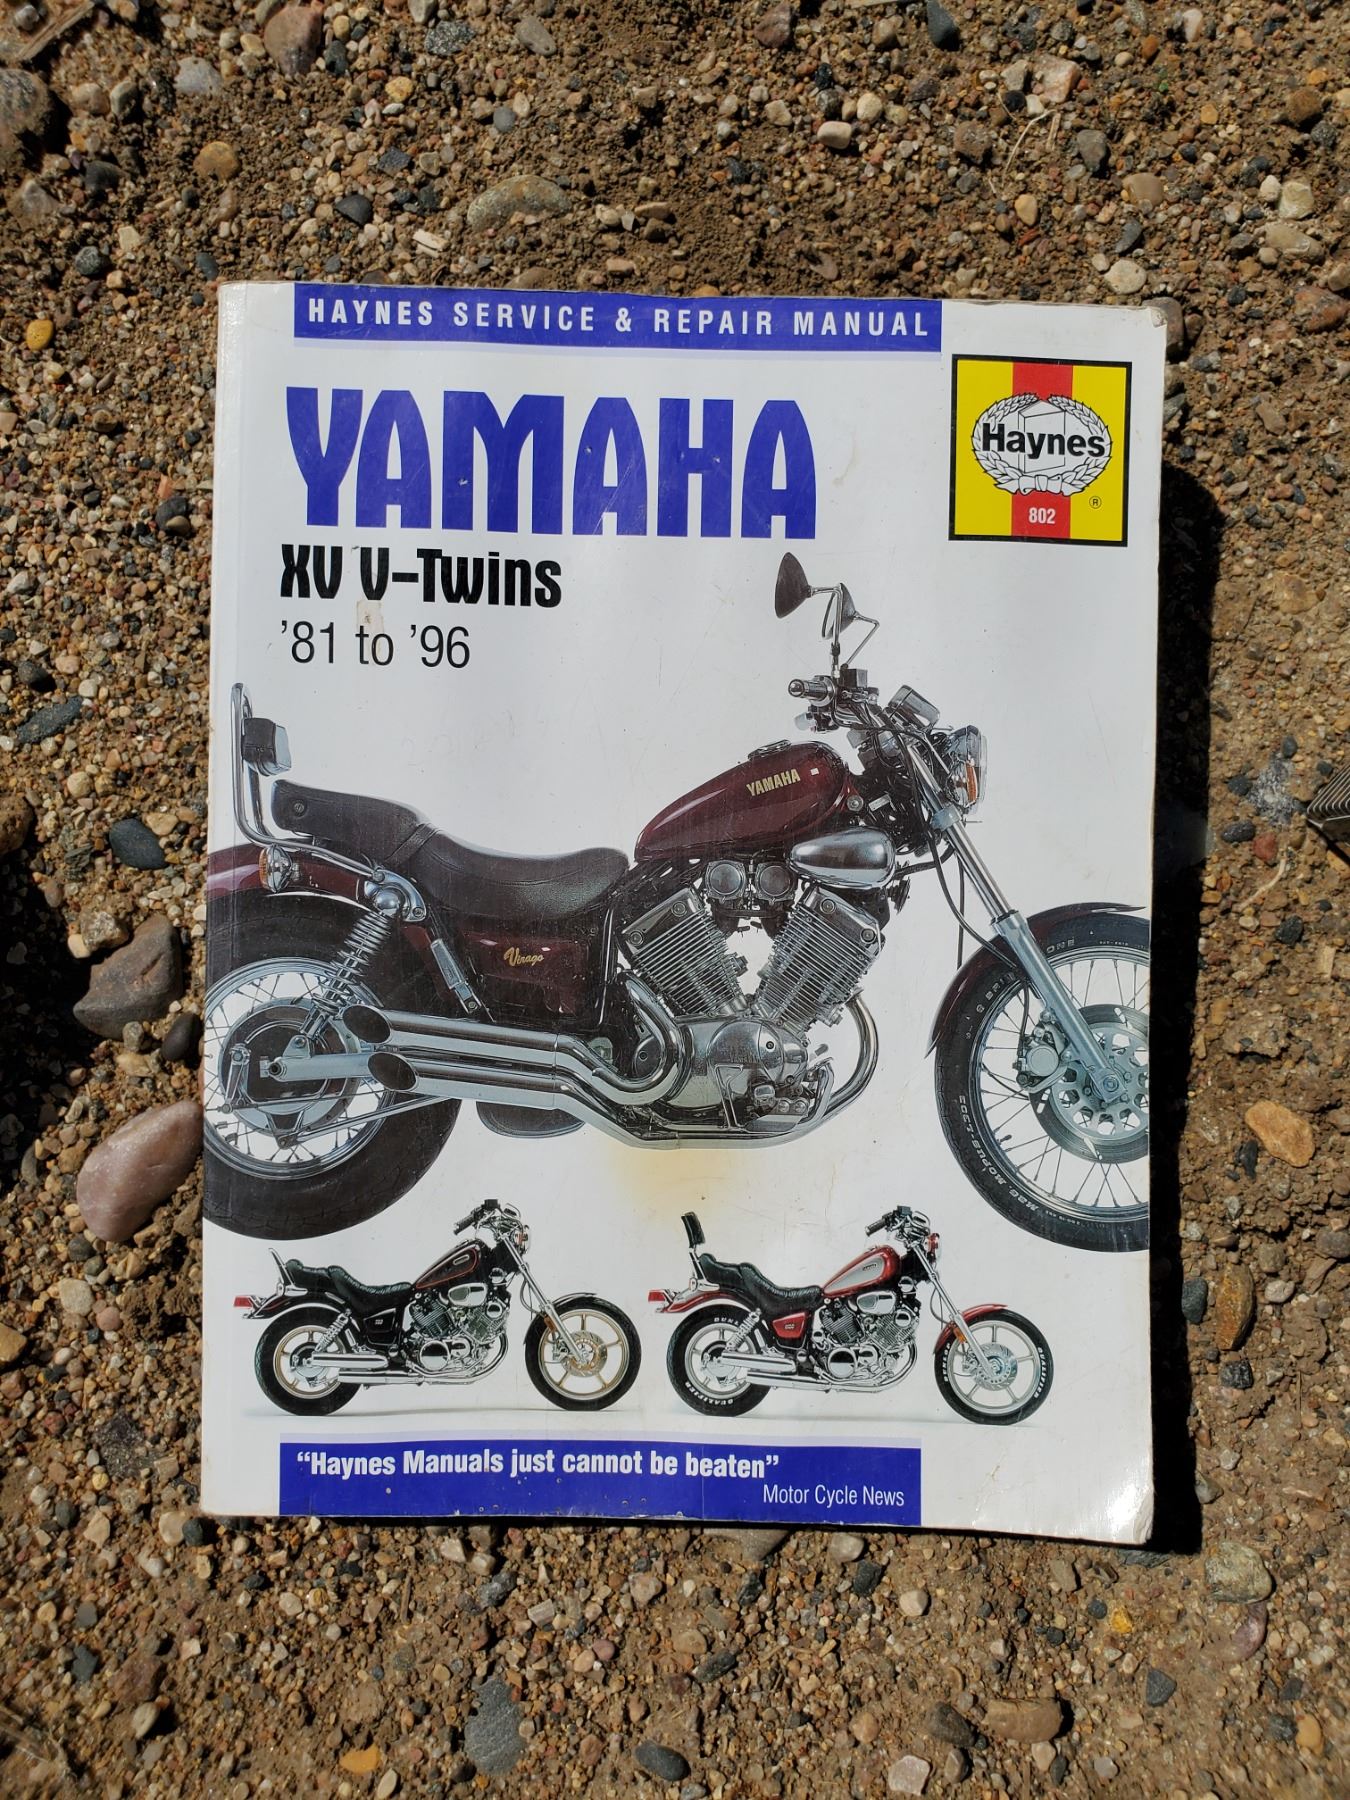 HAYNES SERVICE & REPAIR MANUAL
YAMAHA
Haynes
®
802
XV V-Twins
'81 to '96
YAMAHA
Virago
“Haynes Manuals just cannot be beaten”
Motor Cycle News